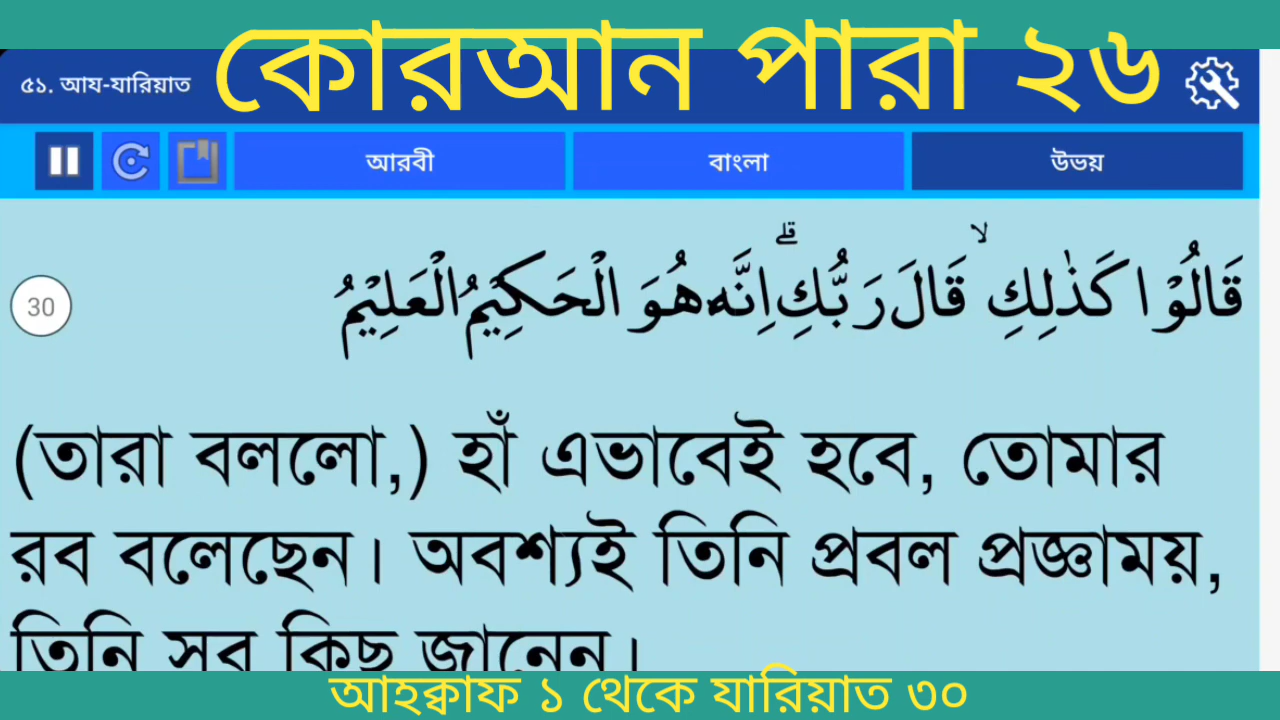 কোরআন পারা ২৬
৫১. আয-যারিয়াত
আরবী
বাংলা
উভয়
قَالُوْا كَذٰلِكِ ۙ قَالَ رَبُّكِ ۗ اِنَّهٗ هُوَ الْحَكِيْمُ الْعَلِيْمُ
30
(তারা বললো,) হাঁ এভাবেই হবে, তোমার
রব বলেছেন। অবশ্যই তিনি প্রবল প্রজ্ঞাময়,
তিনি সব কিছু জানেন।
আহক্বাফ ১ থেকে যারিয়াত ৩০